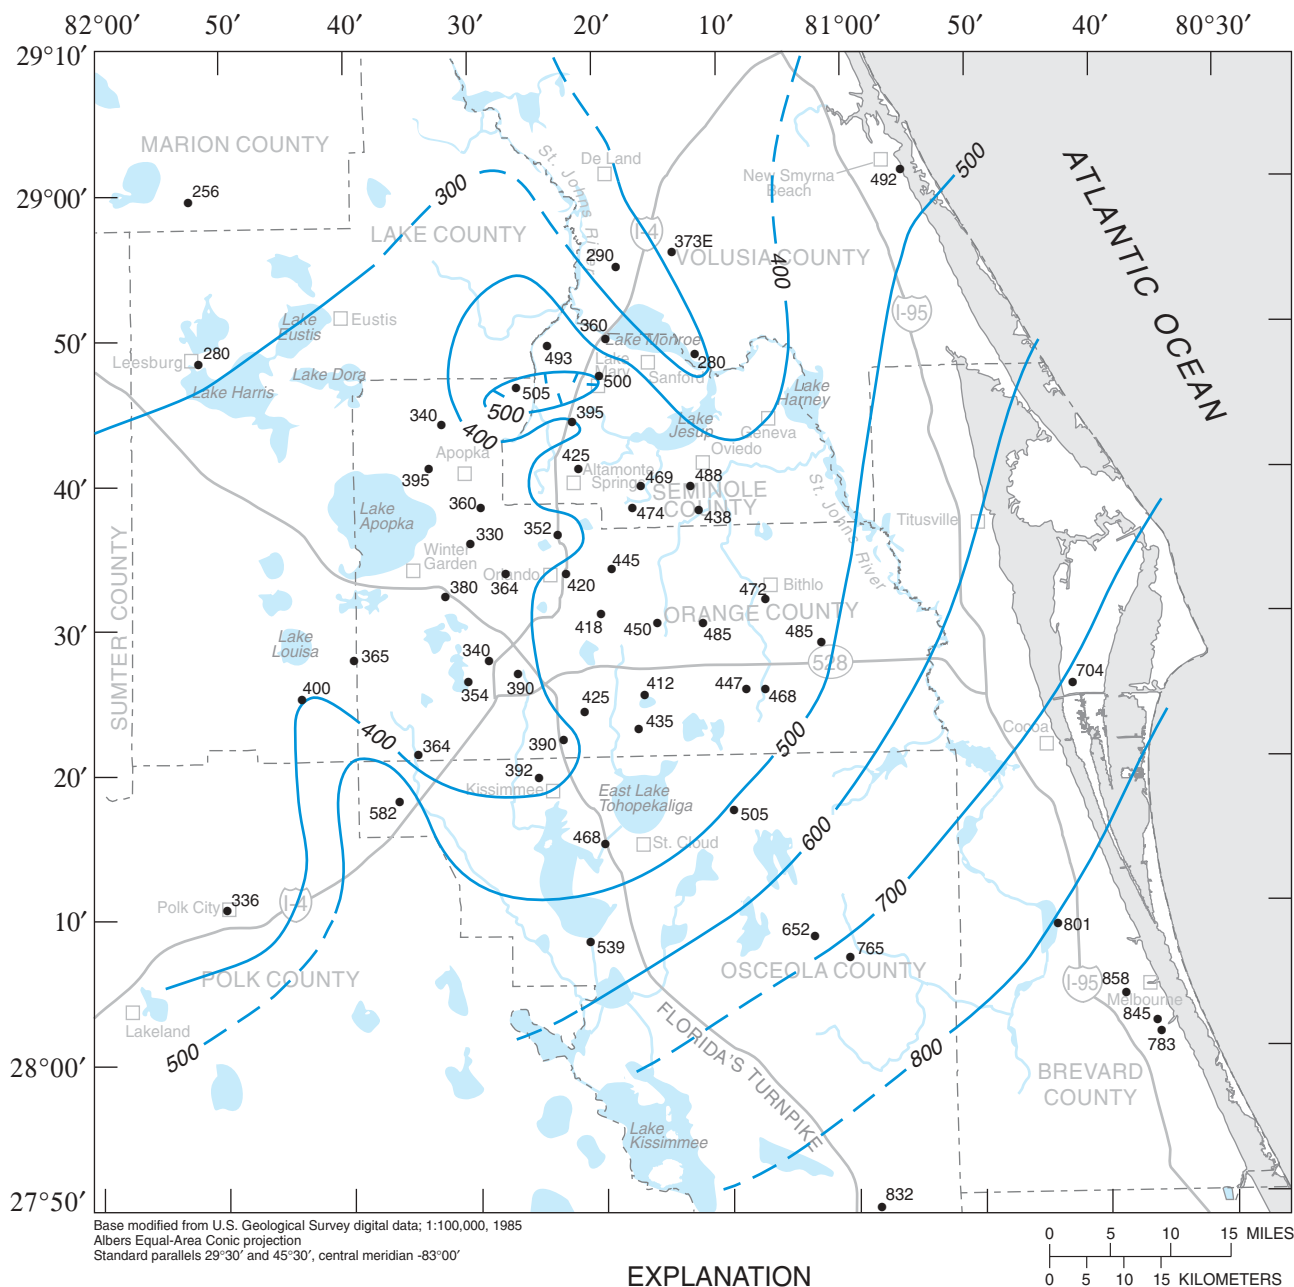 82°00′ 50′ 40′ 30′ 20′ 10′ 81°00′ 50′ 40′ 80°30′
29°10′
MARION COUNTY
De Land
St. Johns River
New Smyrna
Beach
492
500
ATLANTIC OCEAN
29°00′
256
300
LAKE COUNTY
I-4
373E
290
VOLUSIA COUNTY
400
I-95
Lake
Eustis
Eustis
360
Lake Monroe
50′
Leesburg
280
493
280
Lake
Mary
Sanford
Lake Dora
500
Lake Harris
505
Lake
Harney
500
395
340
400
Lake
Jesup
Geneva
Apopka
Oviedo
425
Altamonte
Springs
469
488
395
40′
SEMINOLE
COUNTY
360
474
438
Lake
Apopka
352
St. Johns River
Titusville
330
Winter
Garden
445
Orlando
364
420
472
Bithlo
380
ORANGE COUNTY
418
450
485
485
30′
SUMTER COUNTY
Lake
Louisa
365
340
528
704
400
354
390
412
447
468
425
435
400
364
390
500
Cocoa
20′
392
Kissimmee
East Lake
Tohopekaliga
582
505
468
St. Cloud
600
Polk City
336
I-4
700
10′
652
801
539
765
OSCEOLA COUNTY
POLK COUNTY
858
I-95
Melbourne
845
Lakeland
783
FLORIDA'S TURNPIKE
500
800
28°00′
BREVARD
COUNTY
Lake
Kissimmee
27°50′
832
Base modified from U.S. Geological Survey digital data; 1:100,000, 1985
Albers Equal-Area Conic projection
Standard parallels 29°30′ and 45°30′, central meridian -83°00′
0 5 10 15 MILES
0 5 10 15 KILOMETERS
EXPLANATION